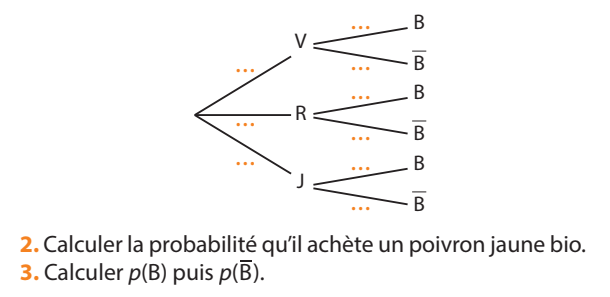 ... B
V
... ... B̅
... B
... R
... B̅
... ... B
J
... B̅
2. Calculer la probabilité qu'il achète un poivron jaune bio.
3. Calculer p(B) puis p(B̅).